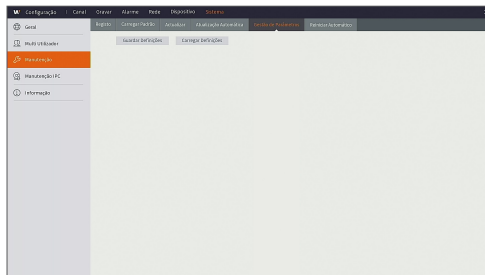 W Configuração | Canal Gravar Alarme Rede Dispositivo Sistema
Registo Carregar Padrão Actualizar Atualização Automática Gestão de Parâmetros Reiniciar Automático
Geral
Guardar Definições Carregar Definições
Multi Utilizador
Manutenção
Manutenção IPC
Informação